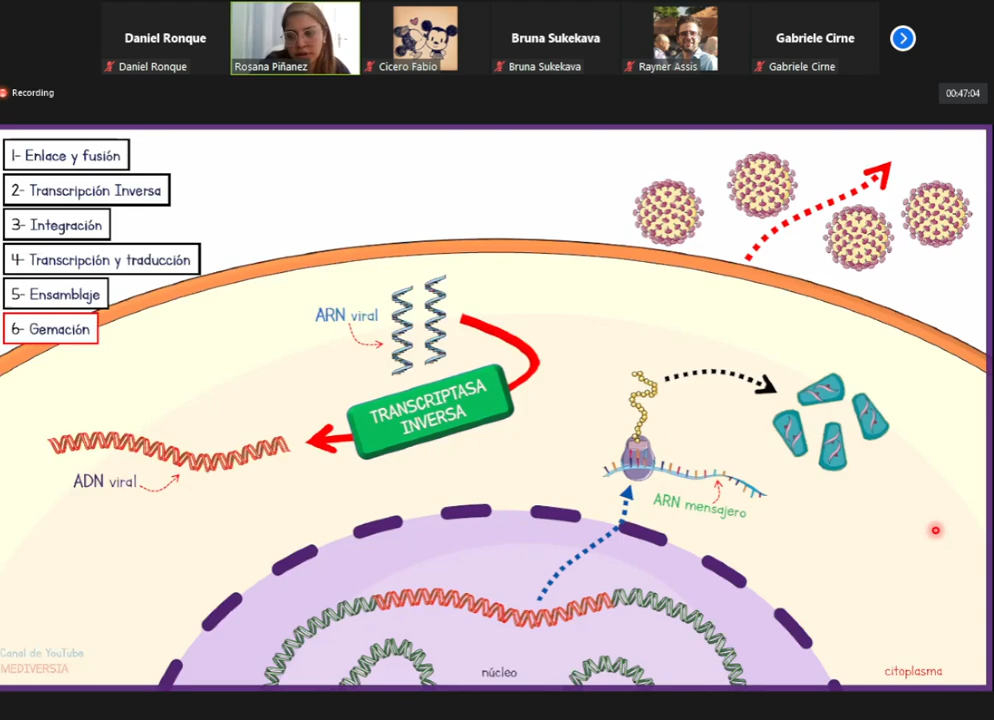 Daniel Ronque
Bruna Sukekava
Gabriele Cirne
Daniel Ronque
Rosana Piñanez
Cicero Fabio
Bruna Sukekava
Rayner Assis
Gabriele Cirne
Recording
00:47:04
1- Enlace y fusión
2- Transcripción Inversa
3- Integración
4- Transcripción y traducción
5- Ensamblaje
6- Gemación
ARN viral
TRANSCRIPTASA
INVERSA
ADN viral
ARN mensajero
Canal de YouTube
MEDIVERSIA
núcleo
citoplasma